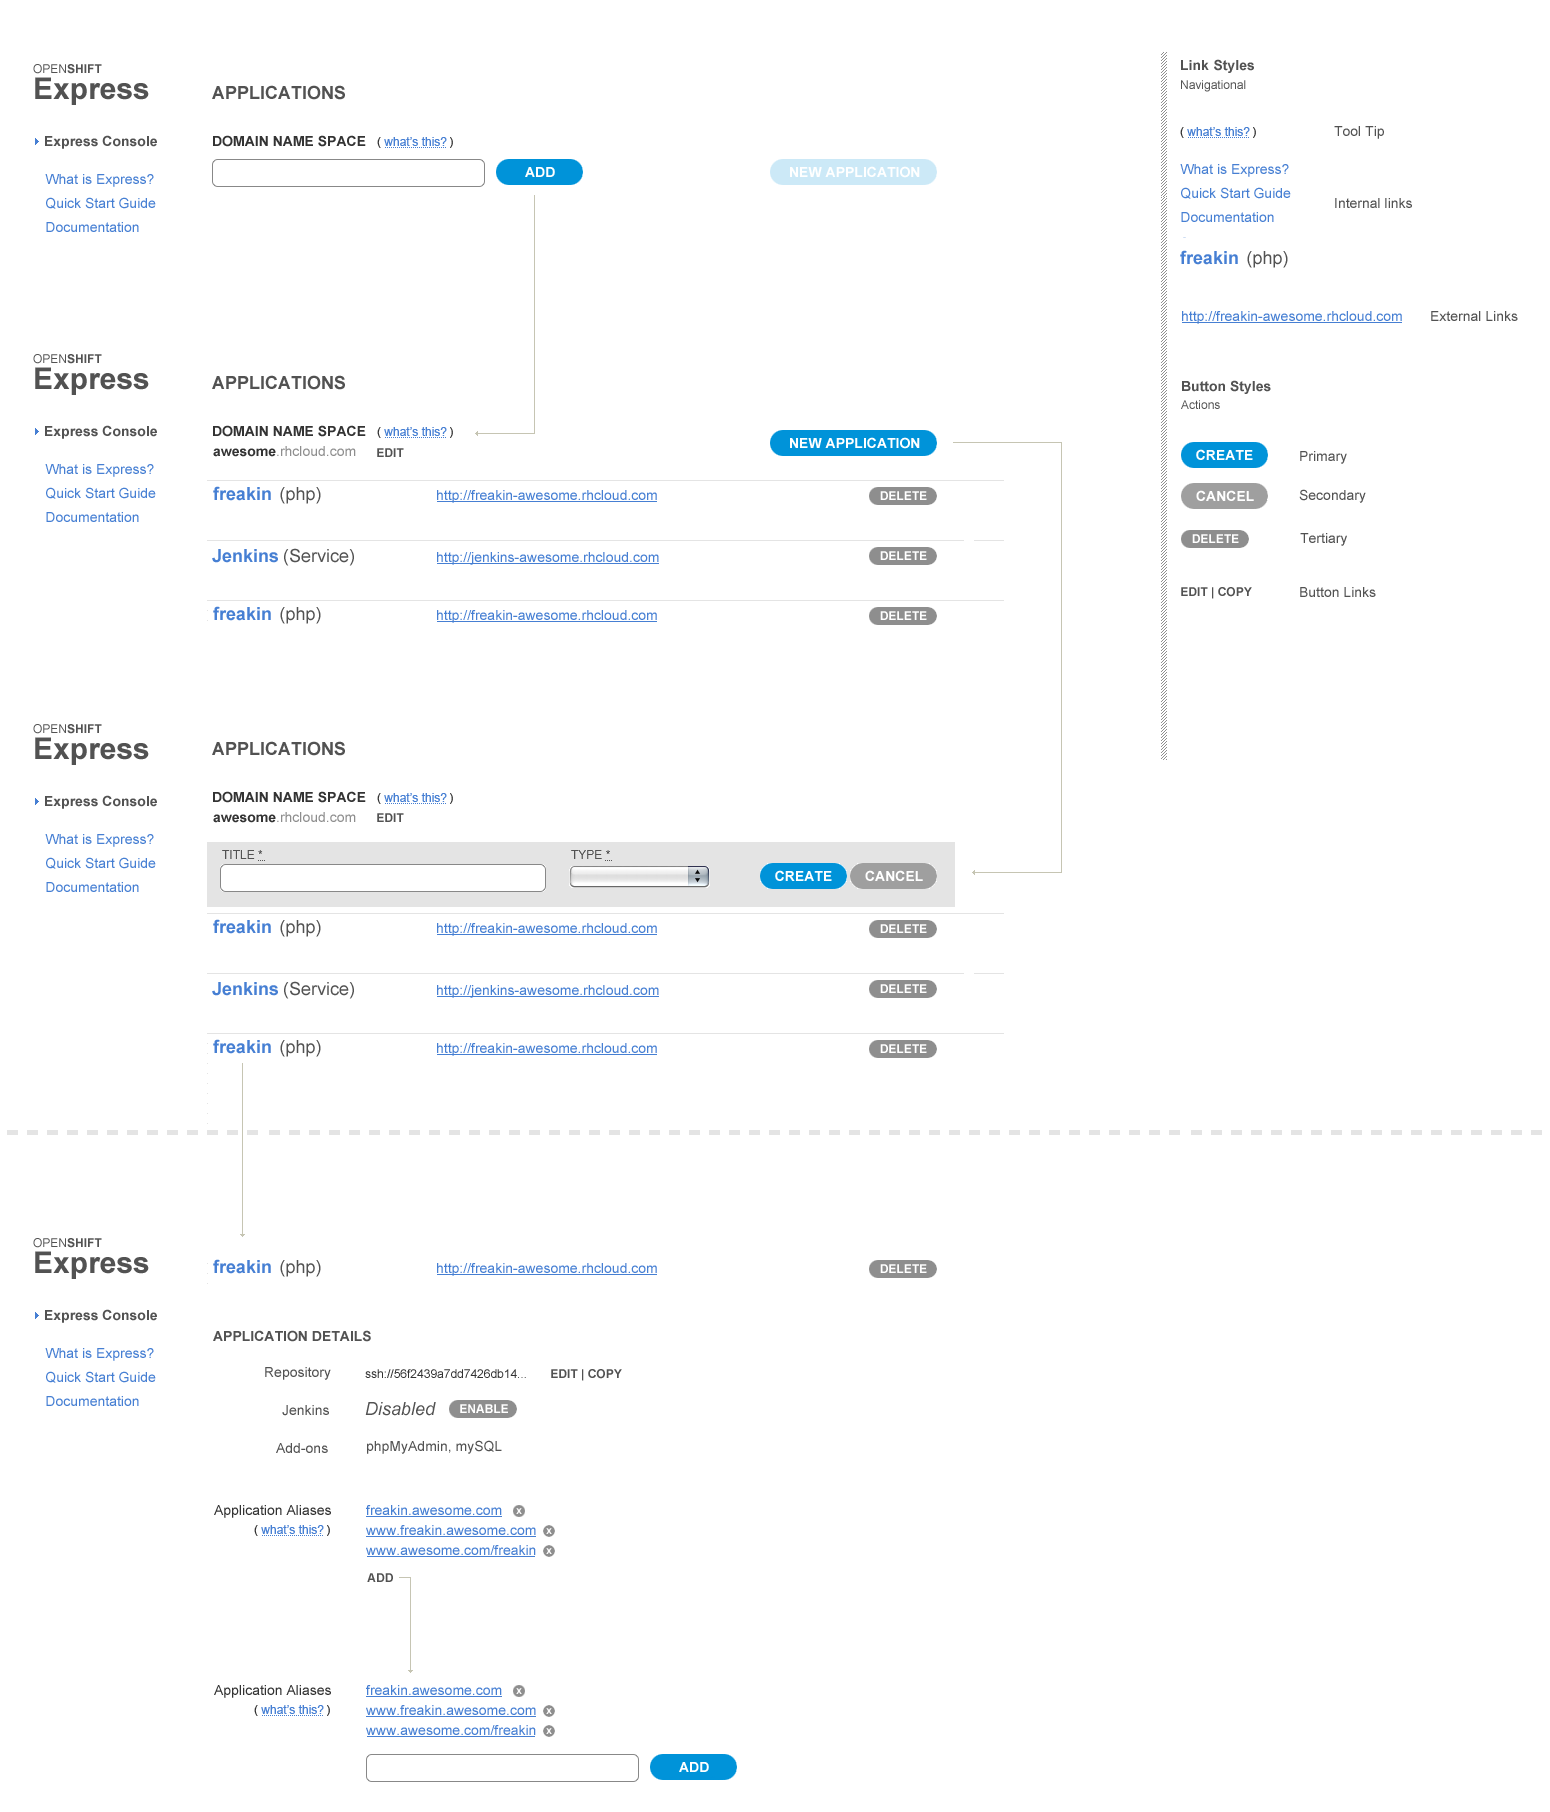 OPENSHIFT
Express
Express Console
What is Express?
Quick Start Guide
Documentation
APPLICATIONS
DOMAIN NAME SPACE ( what's this? )
ADD
NEW APPLICATION
Link Styles
Navigational
( what's this? ) Tool Tip
What is Express?
Quick Start Guide
Documentation
Internal links
freakin (php)
http://freakin-awesome.rhcloud.com External Links
Button Styles
Actions
CREATE Primary
CANCEL Secondary
DELETE Tertiary
EDIT | COPY Button Links
OPENSHIFT
Express
Express Console
What is Express?
Quick Start Guide
Documentation
APPLICATIONS
DOMAIN NAME SPACE ( what's this? )
awesome.rhcloud.com EDIT
NEW APPLICATION
freakin (php) http://freakin-awesome.rhcloud.com DELETE
Jenkins (Service) http://jenkins-awesome.rhcloud.com DELETE
freakin (php) http://freakin-awesome.rhcloud.com DELETE
OPENSHIFT
Express
Express Console
What is Express?
Quick Start Guide
Documentation
APPLICATIONS
DOMAIN NAME SPACE ( what's this? )
awesome.rhcloud.com EDIT
TITLE * TYPE *
CREATE CANCEL
freakin (php) http://freakin-awesome.rhcloud.com DELETE
Jenkins (Service) http://jenkins-awesome.rhcloud.com DELETE
freakin (php) http://freakin-awesome.rhcloud.com DELETE
OPENSHIFT
Express
Express Console
What is Express?
Quick Start Guide
Documentation
freakin (php) http://freakin-awesome.rhcloud.com DELETE
APPLICATION DETAILS
Repository ssh://56f2439a7dd7426db14... EDIT | COPY
Jenkins Disabled ENABLE
Add-ons phpMyAdmin, mySQL
Application Aliases freakin.awesome.com x
( what's this? ) www.freakin.awesome.com x
www.awesome.com/freakin x
ADD
Application Aliases freakin.awesome.com x
( what's this? ) www.freakin.awesome.com x
www.awesome.com/freakin x
ADD